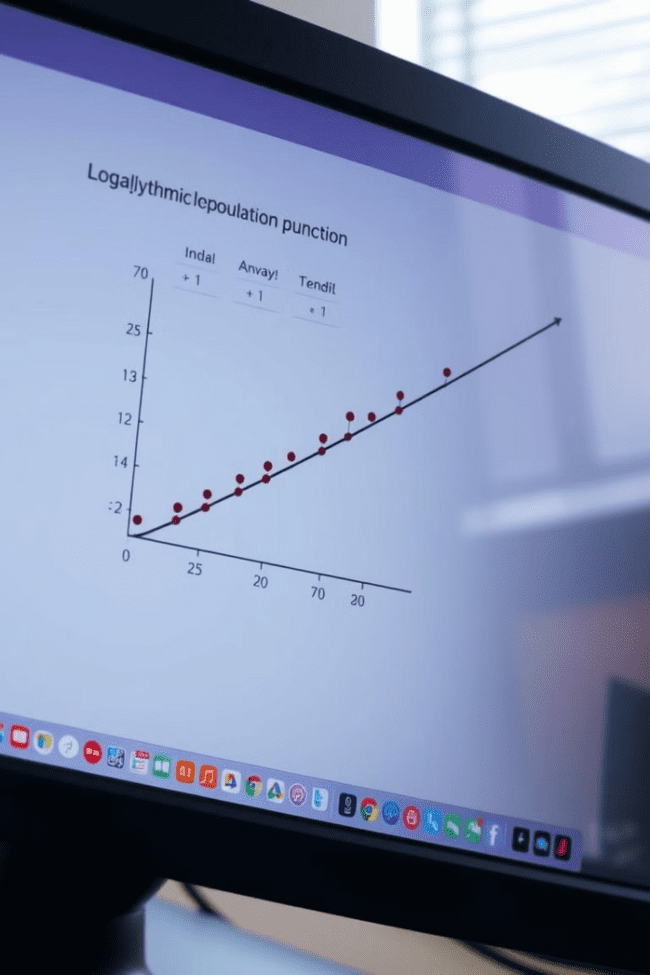 Logallythmic lepoulation punction
Indal Anvay! Tendil
+ 1 + 1 × 1
70
25
13
12
14
:2
0 25 20 70 20